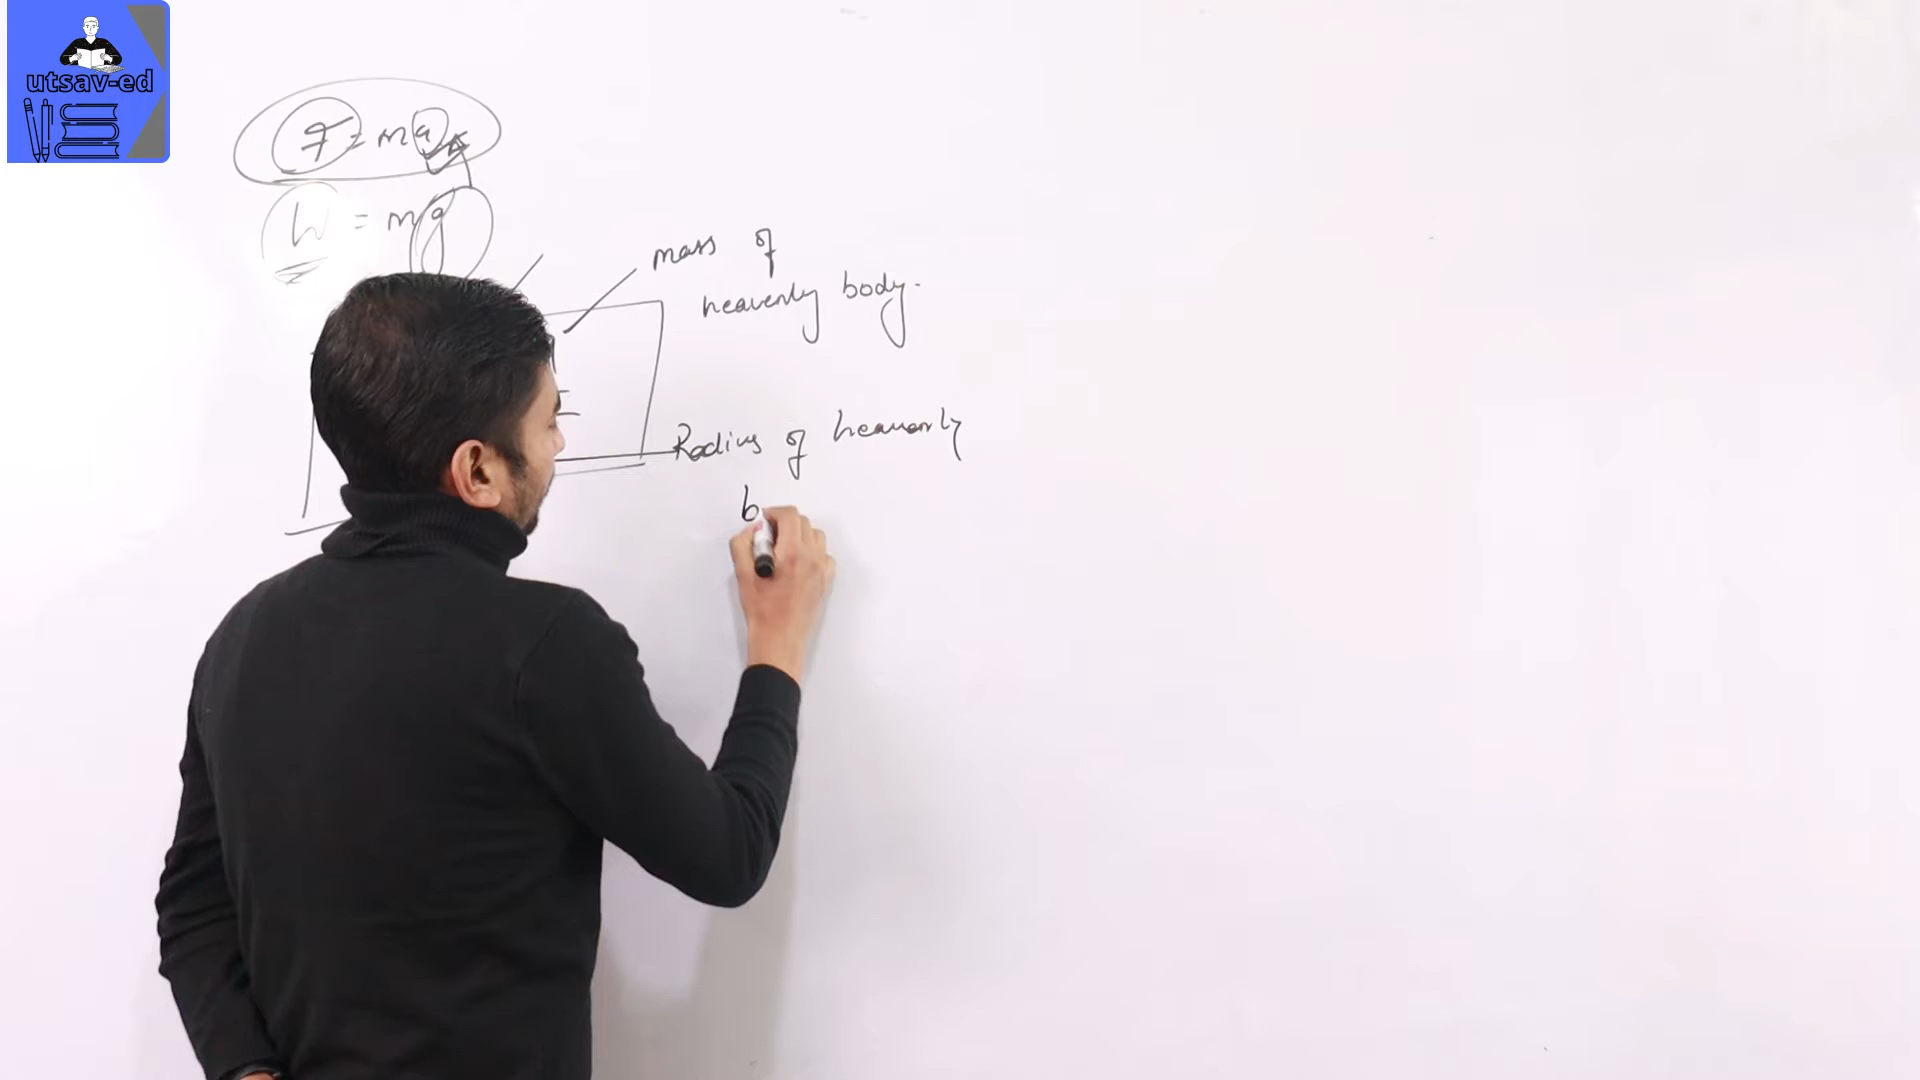 utsav-ed
F = ma
W = mg
mass of
heavenly body.
Radius of heavenly
b